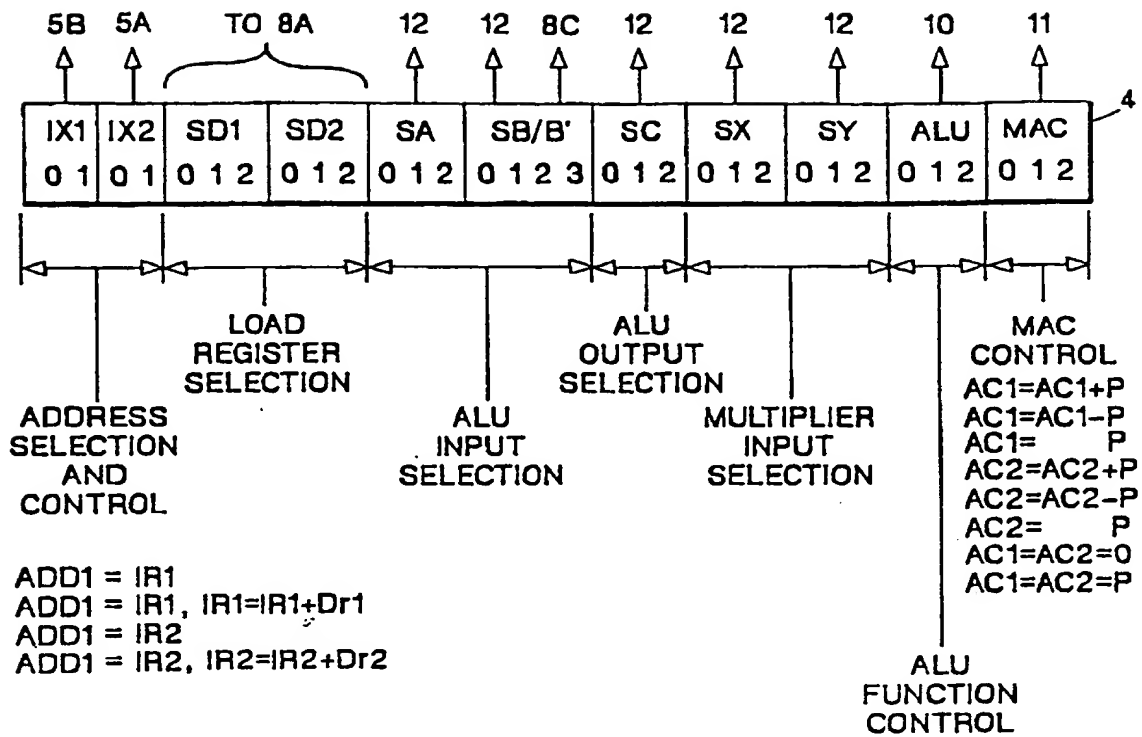 5B 5A TO 8A 12 12 8C 12 12 12 10 11
4
IX1 IX2 SD1 SD2 SA SB/B' SC SX SY ALU MAC
0 1 0 1 0 1 2 0 1 2 0 1 2 0 1 2 3 0 1 2 0 1 2 0 1 2 0 1 2 0 1 2
ADDRESS
SELECTION
AND
CONTROL
LOAD
REGISTER
SELECTION
ALU
INPUT
SELECTION
ALU
OUTPUT
SELECTION
MULTIPLIER
INPUT
SELECTION
ALU
FUNCTION
CONTROL
MAC
CONTROL
AC1=AC1+P
AC1=AC1-P
AC1= P
AC2=AC2+P
AC2=AC2-P
AC2= P
AC1=AC2=0
AC1=AC2=P
ADD1 = IR1
ADD1 = IR1, IR1=IR1+Dr1
ADD1 = IR2
ADD1 = IR2, IR2=IR2+Dr2